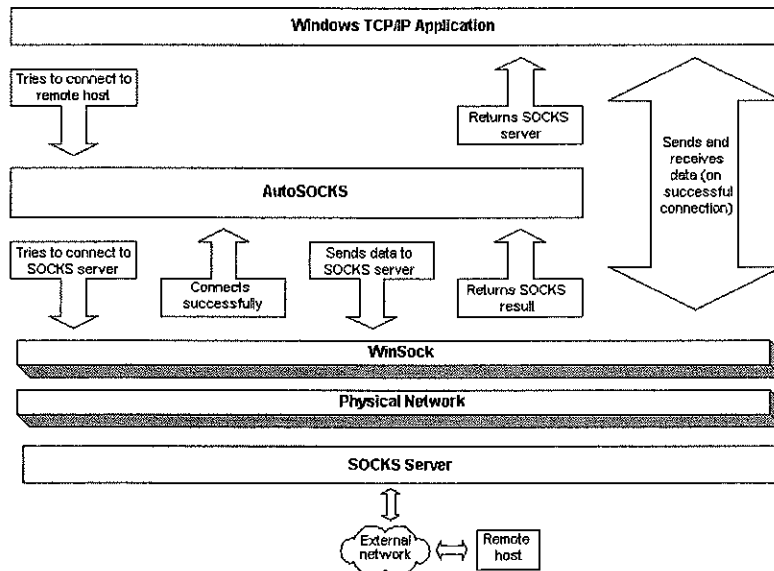 Windows TCP/IP Application
Tries to connect to
remote host
Returns SOCKS
server
Sends and
receives
data (on
successful
connection)
AutoSOCKS
Tries to connect to
SOCKS server
Connects
successfully
Sends data to
SOCKS server
Returns SOCKS
result
WinSock
Physical Network
SOCKS Server
External
network
Remote
host